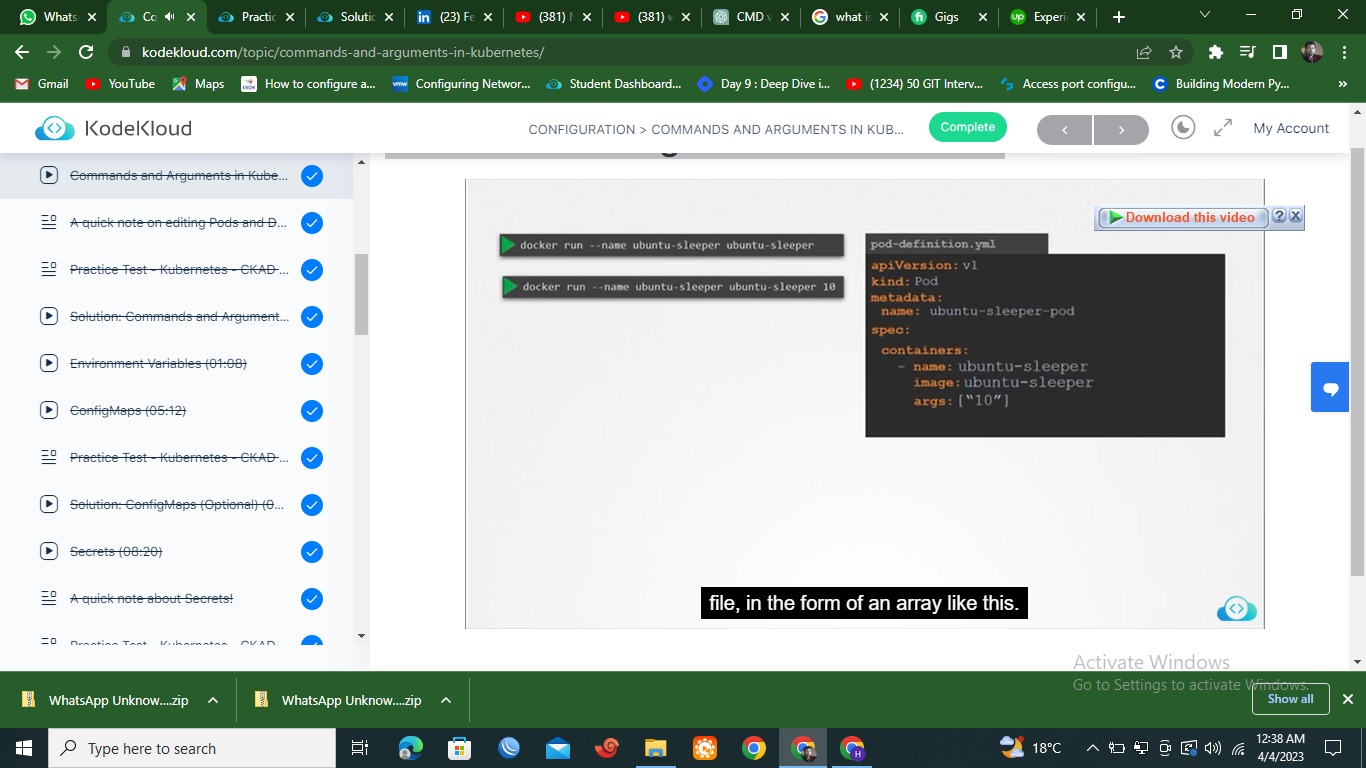 Whats
Co
Practic
Solutic
(23) Fe
(381)
(381)
CMD v
what is
Gigs
Experi
kodekloud.com/topic/commands-and-arguments-in-kubernetes/
Gmail
YouTube
Maps
How to configure a...
Configuring Networ...
Student Dashboard...
Day 9 : Deep Dive i...
(1234) 50 GIT Interv...
Access port configu...
Building Modern Py...
KodeKloud
CONFIGURATION > COMMANDS AND ARGUMENTS IN KUB...
Complete
My Account
Commands and Arguments in Kube...
A quick note on editing Pods and D...
Practice Test - Kubernetes - CKAD ...
Solution: Commands and Argument...
Environment Variables (01:08)
ConfigMaps (05:12)
Practice Test - Kubernetes - CKAD ...
Solution: ConfigMaps (Optional) (0...
Secrets (08:20)
A quick note about Secrets!
Practice Test - Kubernetes - CKAD
docker run --name ubuntu-sleeper ubuntu-sleeper
docker run --name ubuntu-sleeper ubuntu-sleeper 10
Download this video
pod-definition.yml
apiVersion: v1
kind: Pod
metadata:
name: ubuntu-sleeper-pod
spec:
containers:
- name: ubuntu-sleeper
image: ubuntu-sleeper
args: ["10"]
file, in the form of an array like this.
Activate Windows
Go to Settings to activate Windows.
WhatsApp Unknow....zip
WhatsApp Unknow....zip
Show all
Type here to search
18°C
12:38 AM
4/4/2023